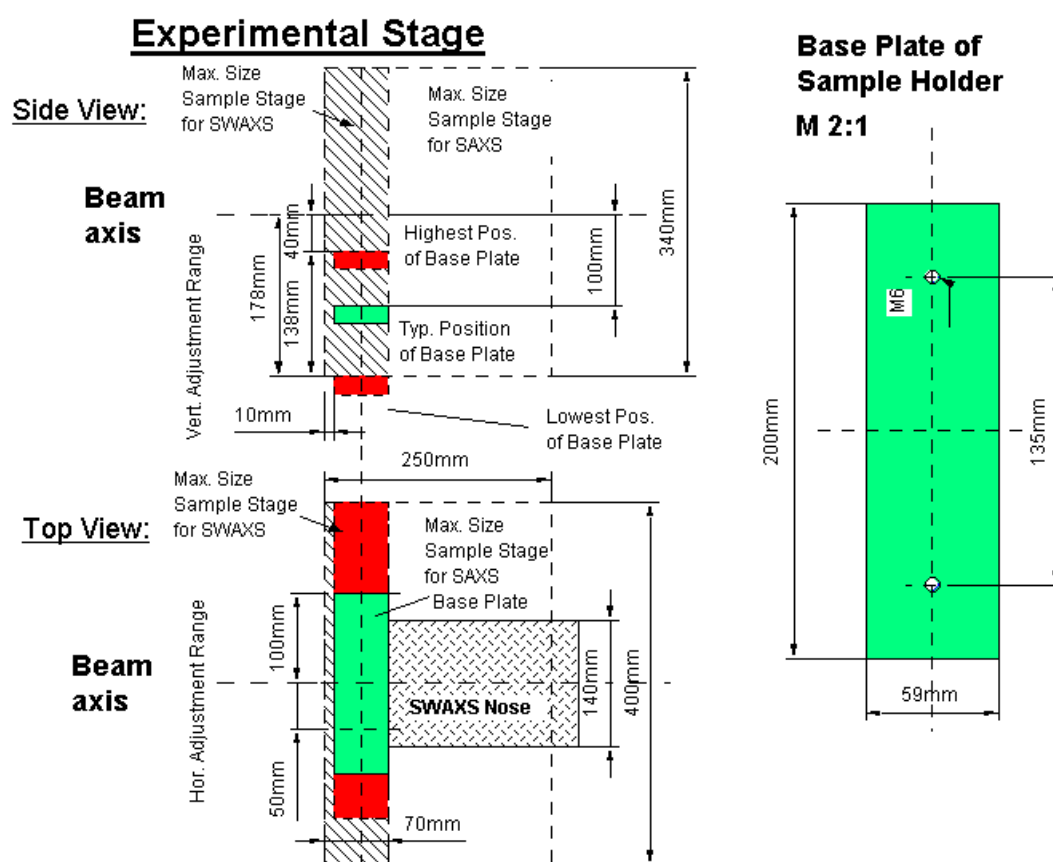 Experimental Stage
Base Plate of
Sample Holder
M 2:1
Side View:
Max. Size
Sample Stage
for SWAXS
Max. Size
Sample Stage
for SAXS
Beam
axis
Vert. Adjustment Range
178mm
40mm
138mm
Highest Pos.
of Base Plate
100mm
340mm
Typ. Position
of Base Plate
10mm
Lowest Pos.
of Base Plate
250mm
Top View:
Max. Size
Sample Stage
for SWAXS
Max. Size
Sample Stage
for SAXS
Base Plate
Beam
axis
Hor. Adjustment Range
100mm
50mm
SWAXS Nose
140mm
400mm
70mm
M6
200mm
135mm
59mm